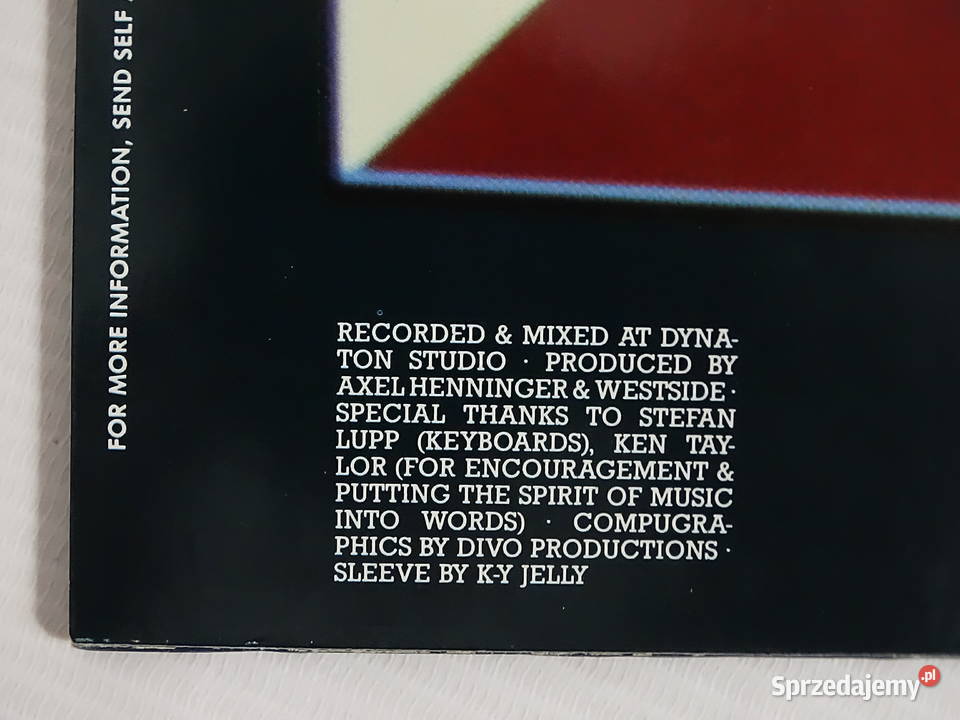 FOR MORE INFORMATION, SEND SELF
RECORDED & MIXED AT DYNA-
TON STUDIO · PRODUCED BY
AXEL HENNINGER & WESTSIDE ·
SPECIAL THANKS TO STEFAN
LUPP (KEYBOARDS), KEN TAY-
LOR (FOR ENCOURAGEMENT &
PUTTING THE SPIRIT OF MUSIC
INTO WORDS) · COMPUGRA-
PHICS BY DIVO PRODUCTIONS ·
SLEEVE BY K-Y JELLY
Sprzedajemy.pl